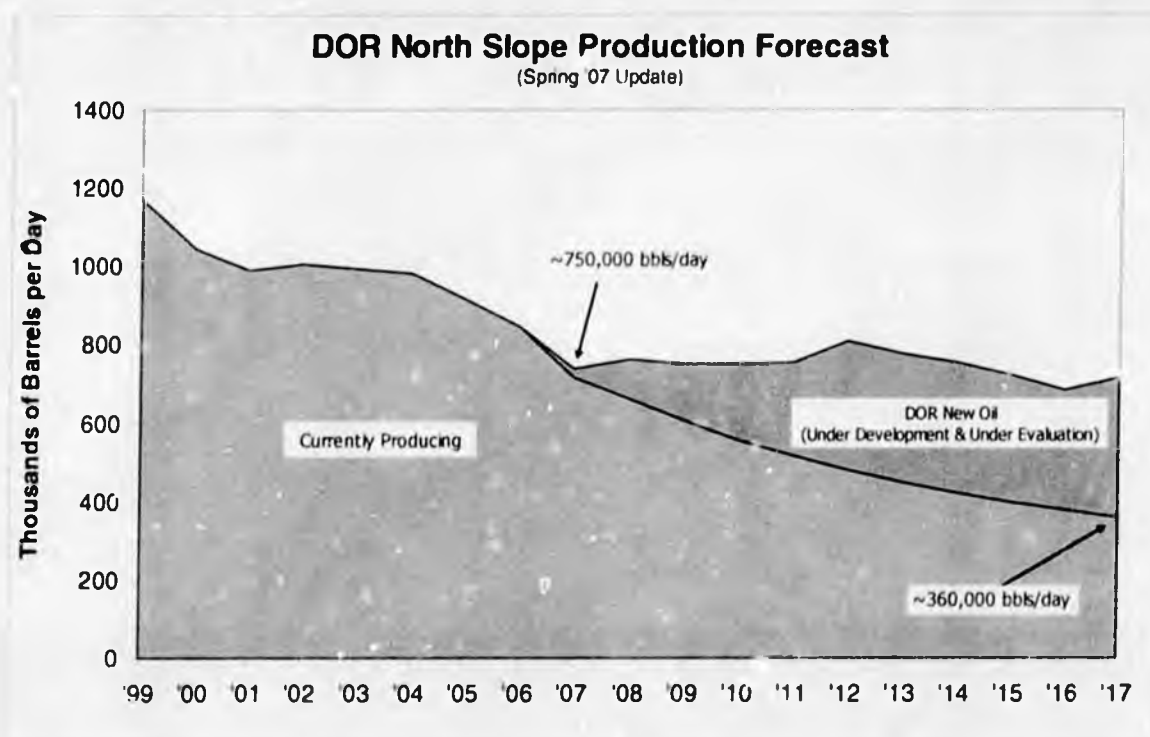 DOR North Slope Production Forecast
(Spring '07 Update)
Thousands of Barrels per Day
1400
1200
1000
800
600
400
200
0
~750,000 bbls/day
Currently Producing
DOR New Oil
(Under Development & Under Evaluation)
~360,000 bbls/day
'99 '00 '01 '02 '03 '04 '05 '06 '07 '08 '09 '10 '11 '12 '13 '14 '15 '16 '17